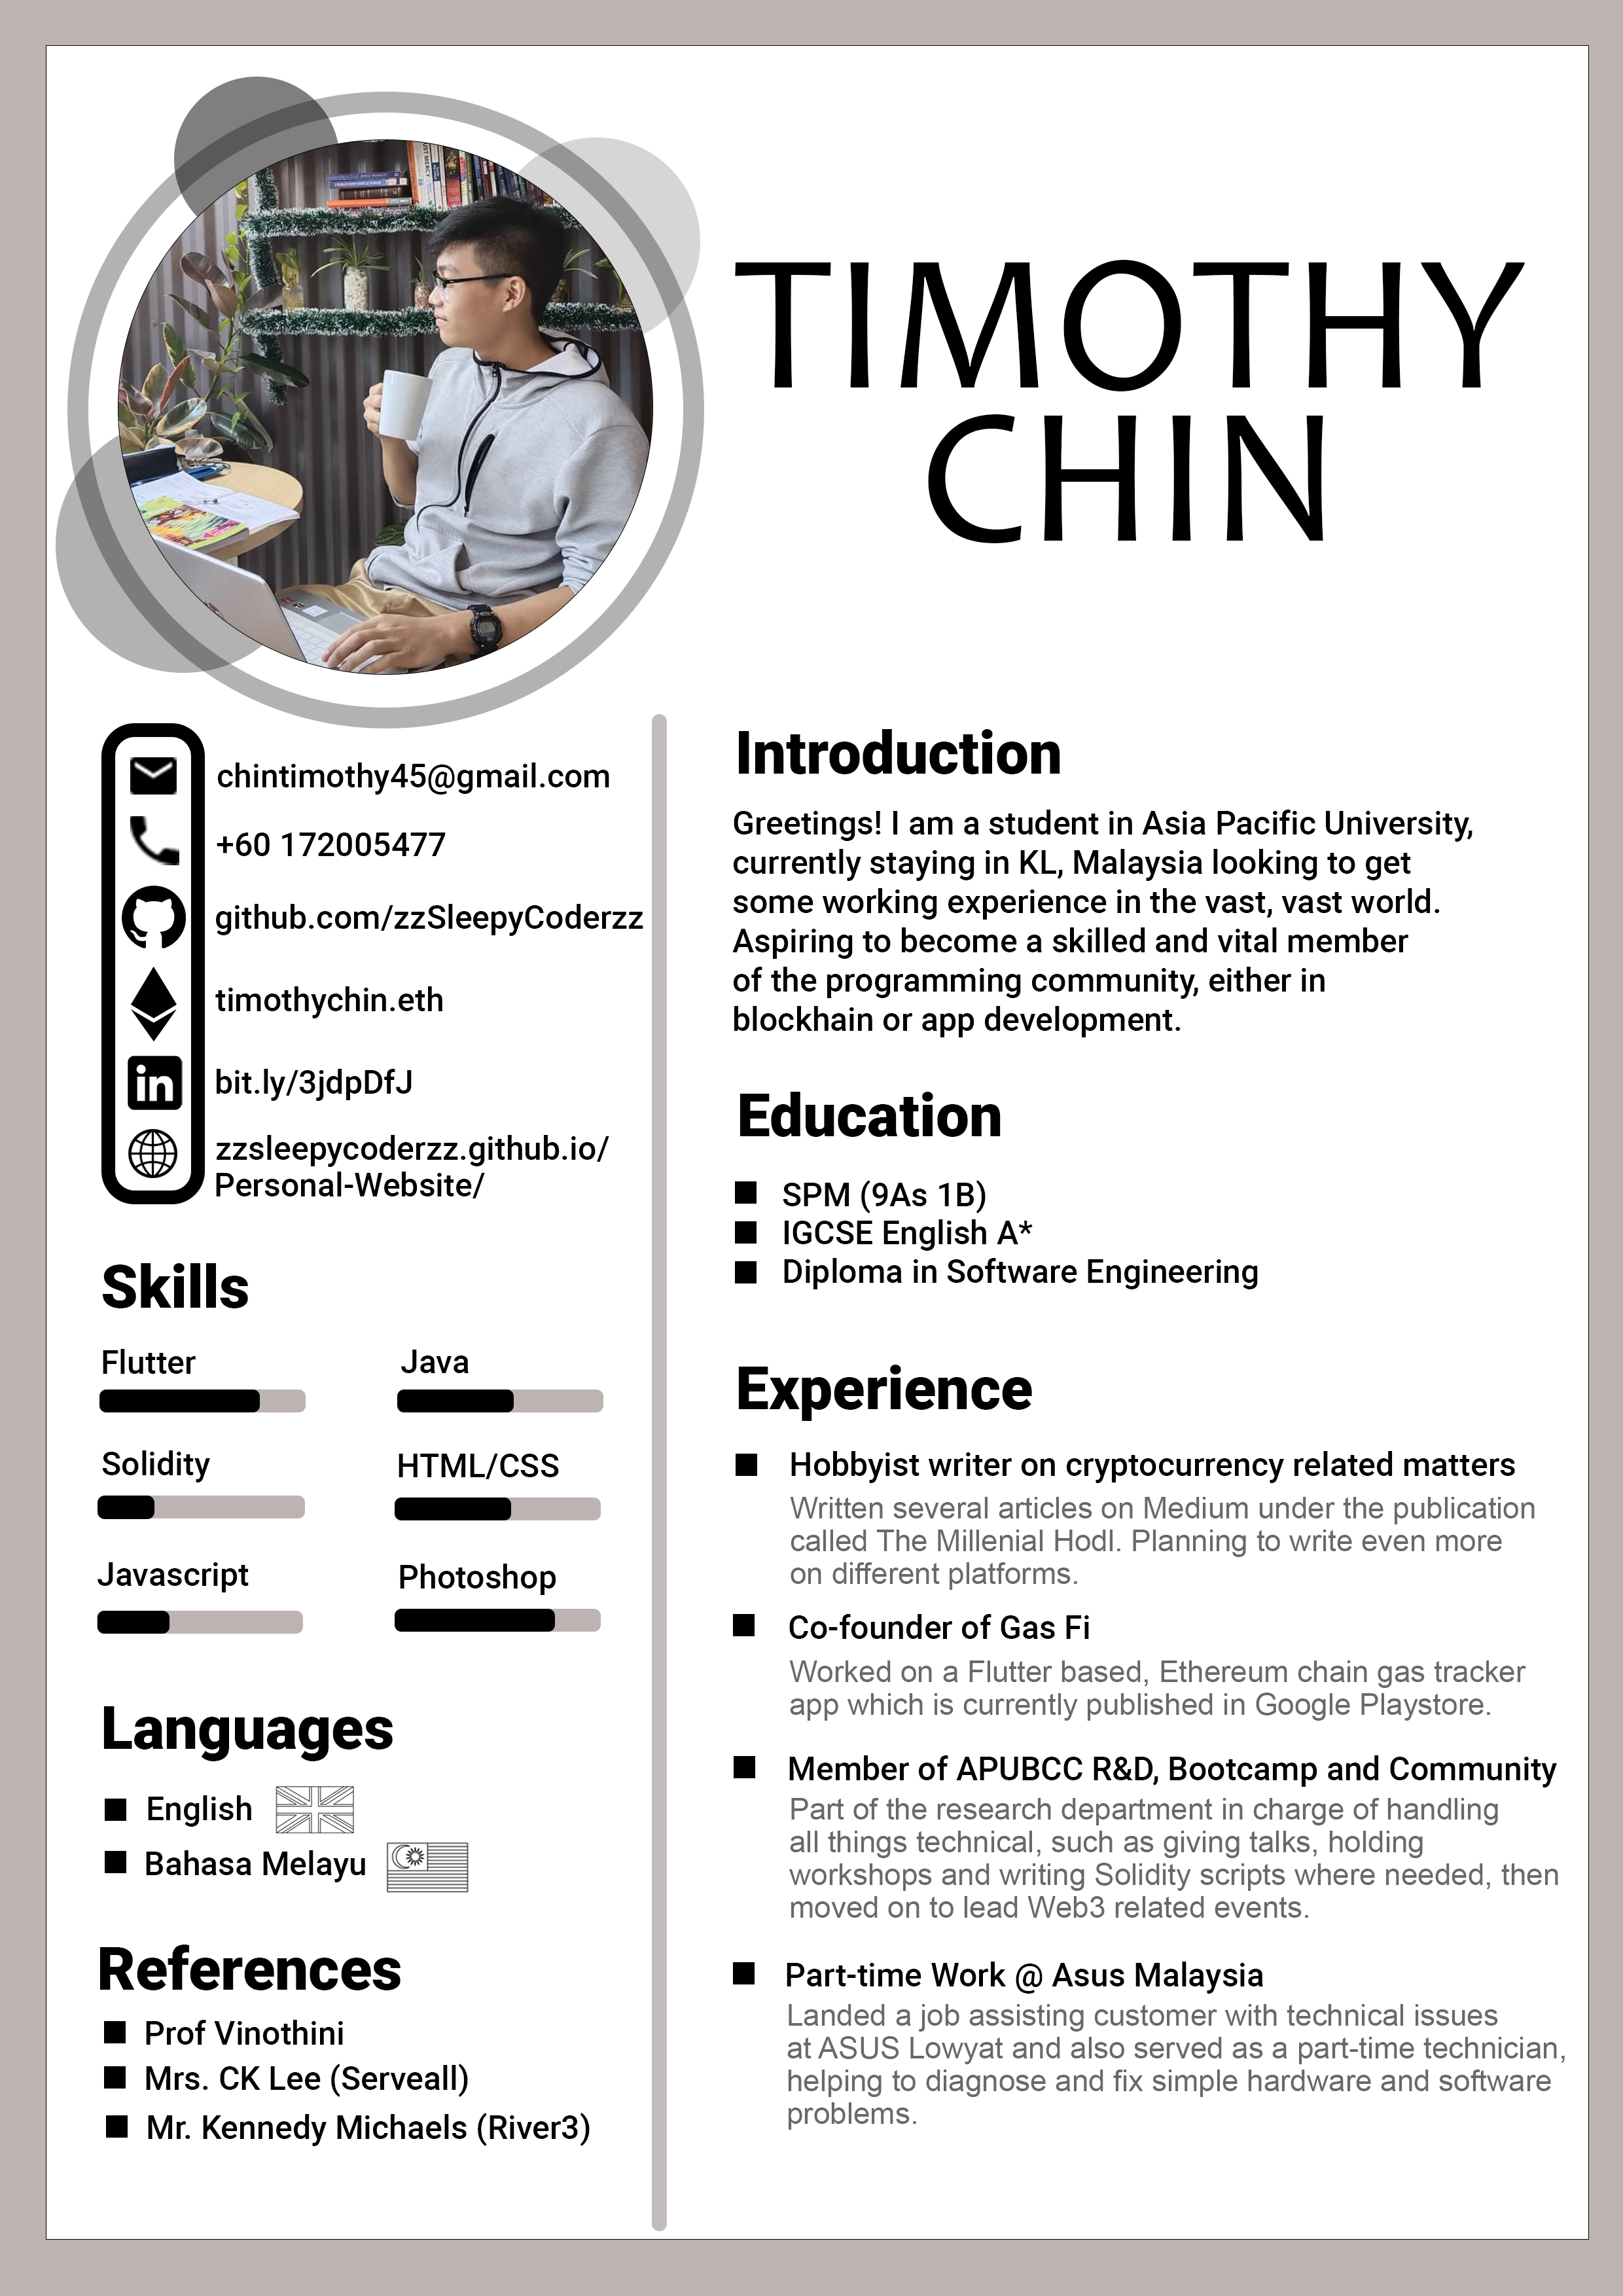 TIMOTHY
CHIN
chintimothy45@gmail.com
+60 172005477
github.com/zzSleepyCoderzz
timothychin.eth
in
bit.ly/3jdpDfJ
zzsleepycoderzz.github.io/
Personal-Website/
Skills
Flutter
Java
Solidity
HTML/CSS
Javascript
Photoshop
Languages
English
Bahasa Melayu
References
Prof Vinothini
Mrs. CK Lee (Serveall)
Mr. Kennedy Michaels (River3)
Introduction
Greetings! I am a student in Asia Pacific University,
currently staying in KL, Malaysia looking to get
some working experience in the vast, vast world.
Aspiring to become a skilled and vital member
of the programming community, either in
blockhain or app development.
Education
SPM (9As 1B)
IGCSE English A*
Diploma in Software Engineering
Experience
Hobbyist writer on cryptocurrency related matters
Written several articles on Medium under the publication
called The Millenial Hodl. Planning to write even more
on different platforms.
Co-founder of Gas Fi
Worked on a Flutter based, Ethereum chain gas tracker
app which is currently published in Google Playstore.
Member of APUBCC R&D, Bootcamp and Community
Part of the research department in charge of handling
all things technical, such as giving talks, holding
workshops and writing Solidity scripts where needed, then
moved on to lead Web3 related events.
Part-time Work @ Asus Malaysia
Landed a job assisting customer with technical issues
at ASUS Lowyat and also served as a part-time technician,
helping to diagnose and fix simple hardware and software
problems.